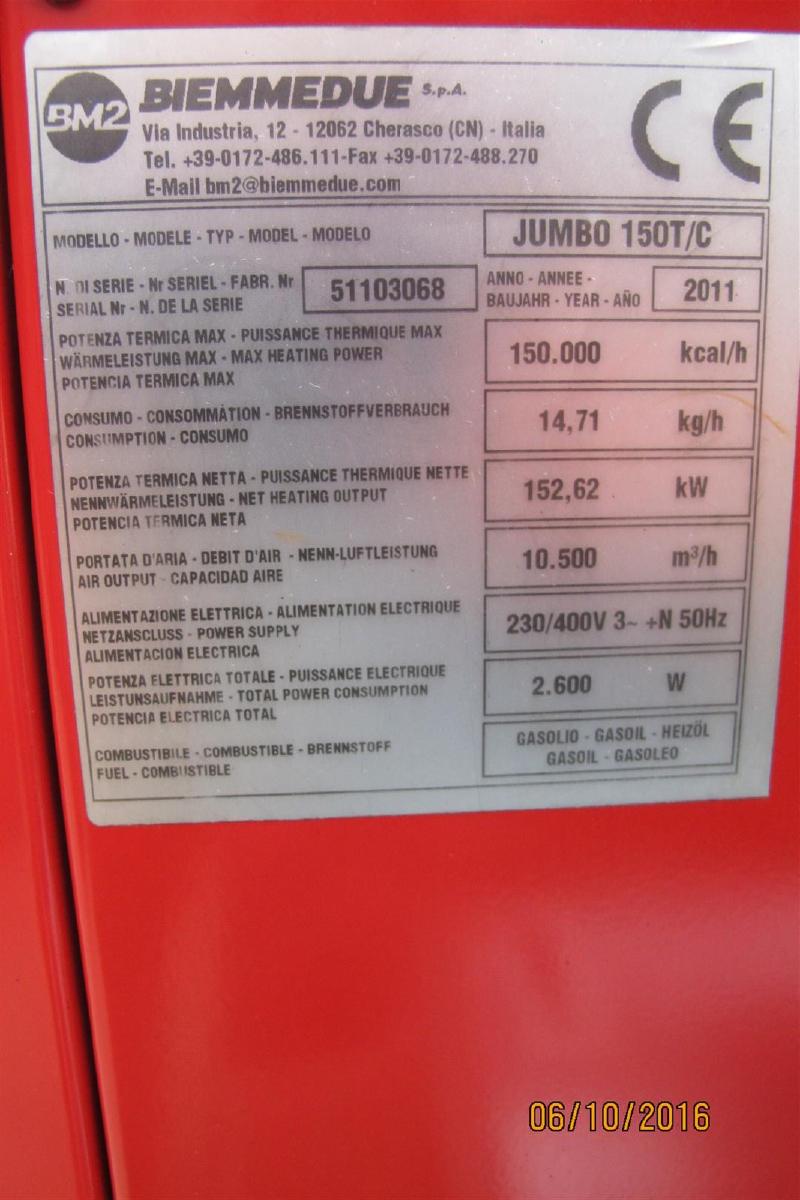 BM2 BIEMMEDUE S.p.A.
Via Industria, 12 - 12062 Cherasco (CN) - Italia
Tel. +39-0172-486.111-Fax +39-0172-488.270
E-Mail bm2@biemmedue.com
CE
MODELLO - MODELE - TYP - MODEL - MODELO JUMBO 150T/C
N. DI SERIE - Nr SERIEL - FABR. Nr
SERIAL Nr - N. DE LA SERIE
51103068
ANNO - ANNEE -
BAUJAHR - YEAR - AÑO
2011
POTENZA TERMICA MAX - PUISSANCE THERMIQUE MAX
WÄRMELEISTUNG MAX - MAX HEATING POWER
POTENCIA TERMICA MAX
150.000 kcal/h
CONSUMO - CONSOMMATION - BRENNSTOFFVERBRAUCH
CONSUMPTION - CONSUMO
14,71 kg/h
POTENZA TERMICA NETTA - PUISSANCE THERMIQUE NETTE
NENNWÄRMELEISTUNG - NET HEATING OUTPUT
POTENCIA TERMICA NETA
152,62 kW
PORTATA D'ARIA - DEBIT D'AIR - NENN-LUFTLEISTUNG
AIR OUTPUT - CAPACIDAD AIRE
10.500 m³/h
ALIMENTAZIONE ELETTRICA - ALIMENTATION ELECTRIQUE
NETZANSCLUSS - POWER SUPPLY
ALIMENTACION ELECTRICA
230/400V 3~ +N 50Hz
POTENZA ELETTRICA TOTALE - PUISSANCE ELECTRIQUE
LEISTUNSAUFNAHME - TOTAL POWER CONSUMPTION
POTENCIA ELECTRICA TOTAL
2.600 W
COMBUSTIBILE - COMBUSTIBLE - BRENNSTOFF
FUEL - COMBUSTIBLE
GASOLIO - GASOIL - HEIZÖL
GASOIL - GASOLEO
06/10/2016